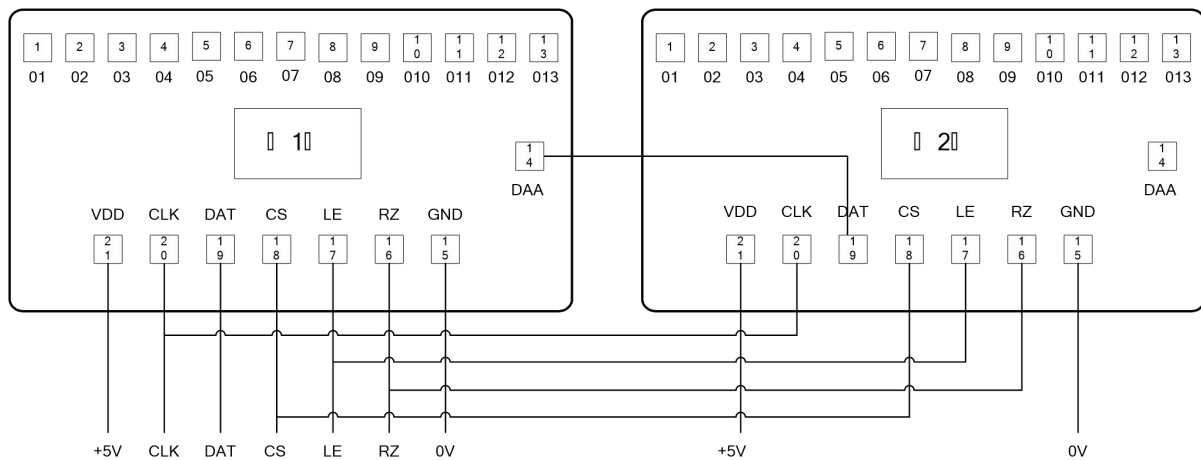 1 2 3 4 5 6 7 8 9 10 11 12 13
01 02 03 04 05 06 07 08 09 010 011 012 013
1
14
DAA
VDD CLK DAT CS LE RZ GND
21 20 19 18 17 16 15
+5V CLK DAT CS LE RZ 0V
1 2 3 4 5 6 7 8 9 10 11 12 13
01 02 03 04 05 06 07 08 09 010 011 012 013
2
14
DAA
VDD CLK DAT CS LE RZ GND
21 20 19 18 17 16 15
+5V 0V